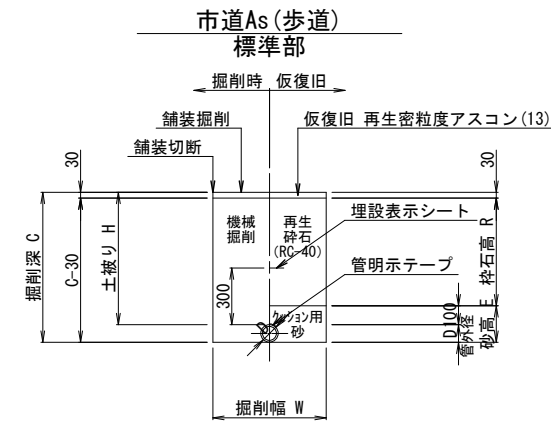 市道As(歩道)
標準部
掘削時
仮復旧
舗装掘削
仮復旧 再生密粒度アスコン(13)
舗装切断
30
30
機械
掘削
再生
砕石
(RC-40)
埋設表示シート
管明示テープ
掘削深 C
C-30
土被り H
300
クッション用
砂
砕石高 R
砂高 E
D100
管外径
掘削幅 W